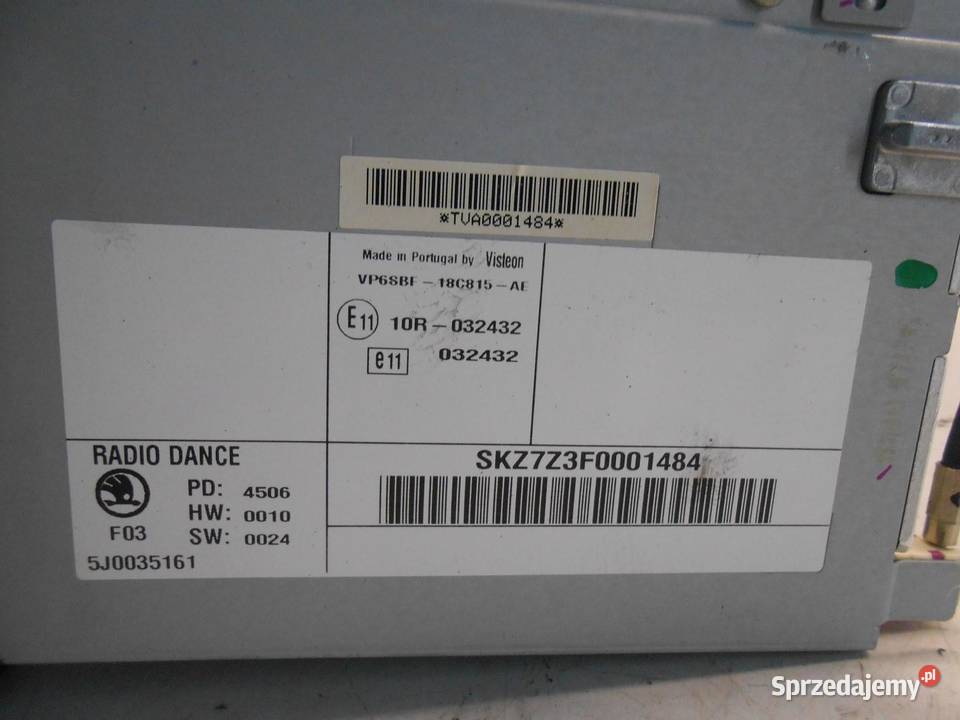 *TVA0001484*
Made in Portugal by Visteon
VP6SBF-18C815-AE
E11 10R-032432
e11 032432
RADIO DANCE
PD: 4506
HW: 0010
F03
SW: 0024
5J0035161
SKZ7Z3F0001484
Sprzedajemy.pl